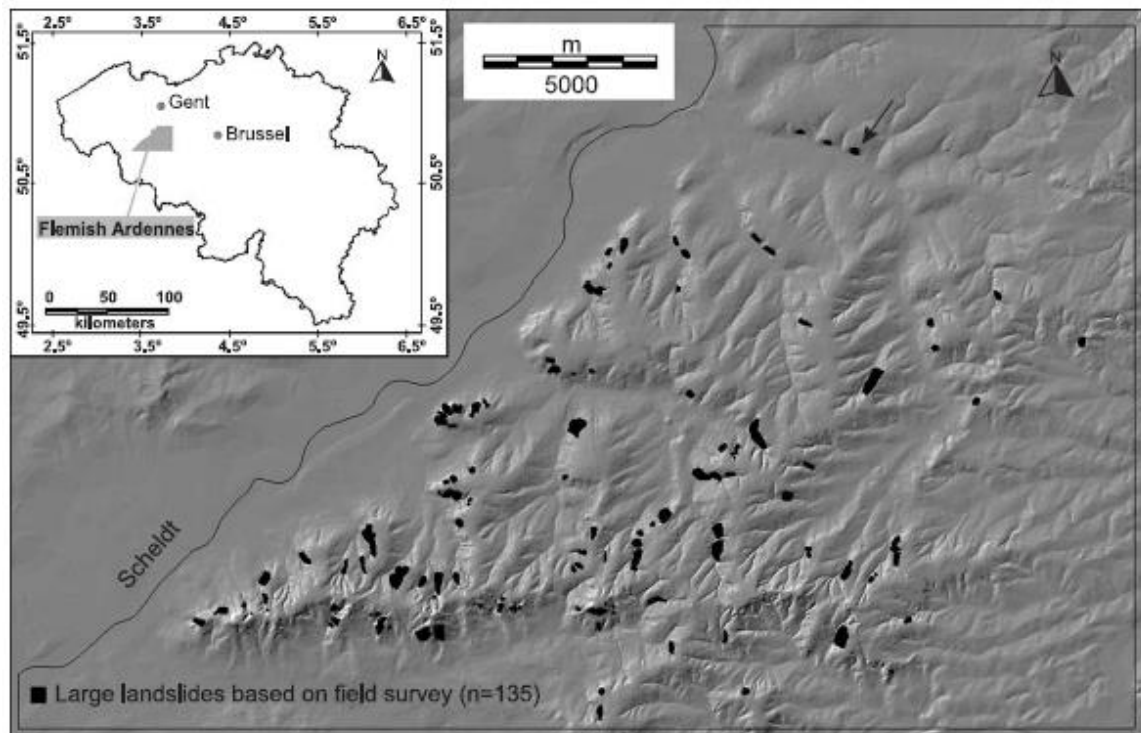 2.5° 3.5° 4.5° 5.5° 6.5°
51.5°
51.5°
N
Gent
Brussel
50.5°
50.5°
Flemish Ardennes
0 50 100
kilometers
49.5°
49.5°
2.5° 3.5° 4.5° 5.5° 6.5°
m
5000
N
Scheldt
Large landslides based on field survey (n=135)